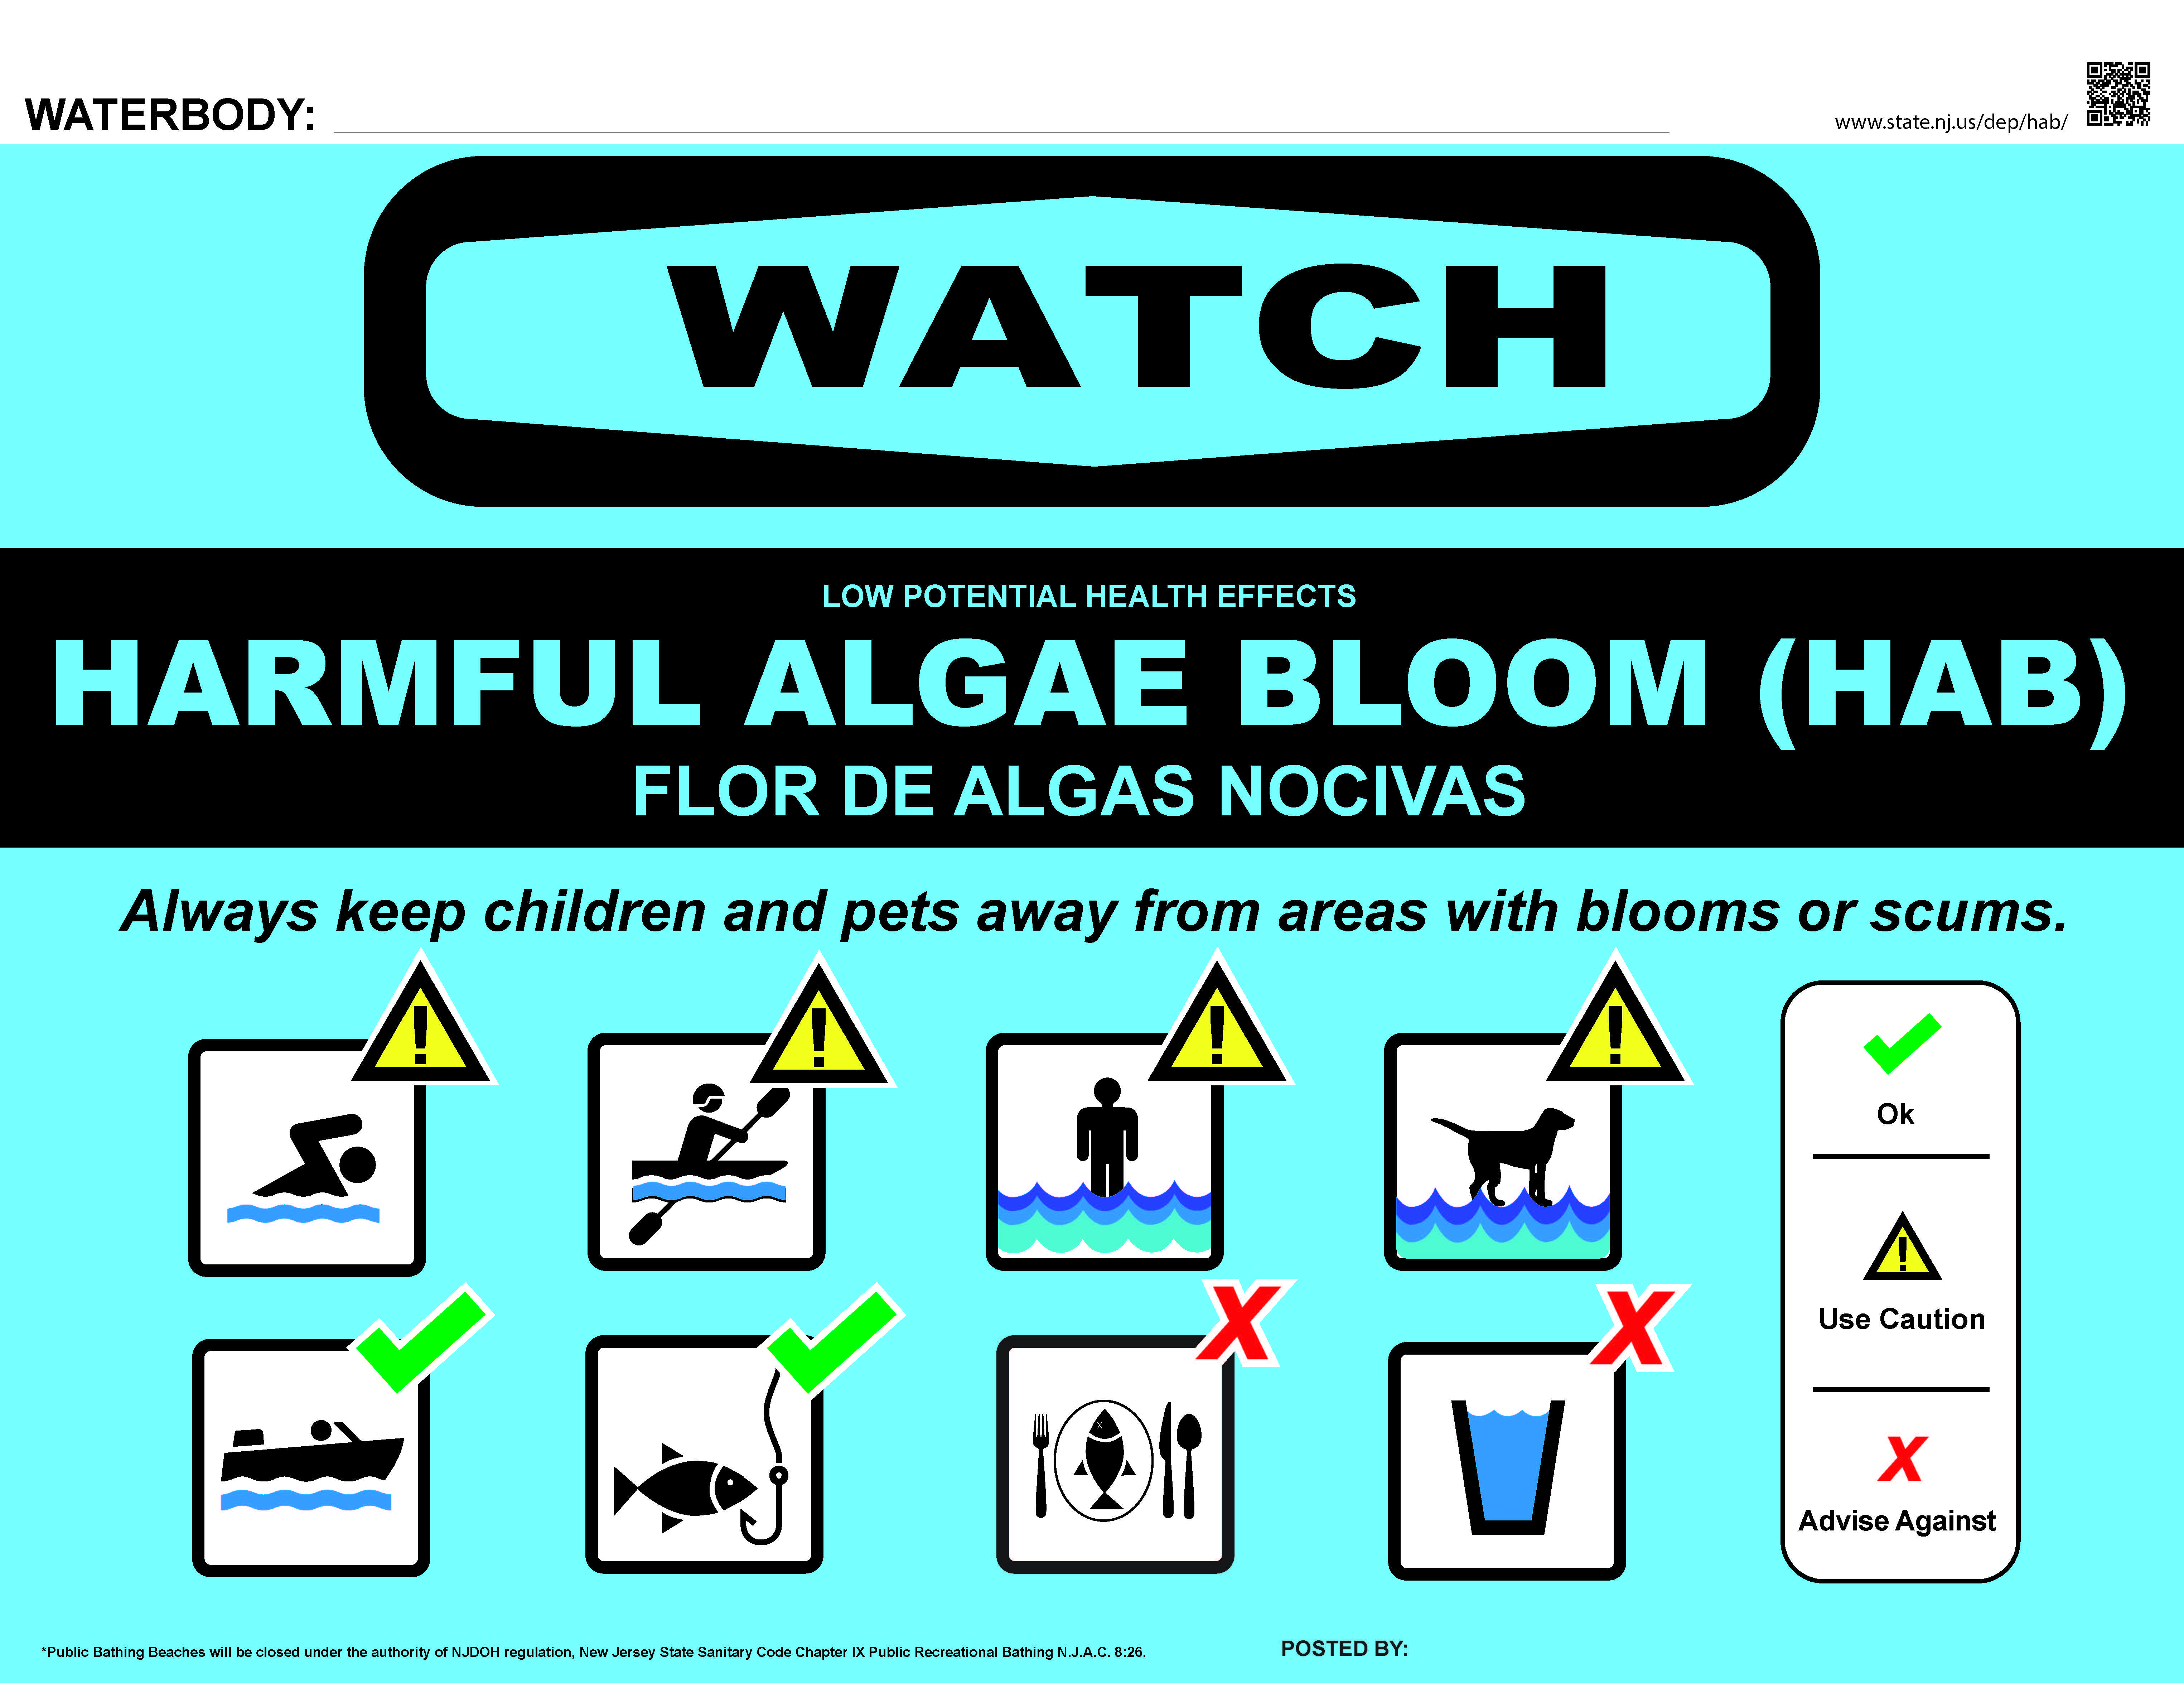 WATERBODY:
www.state.nj.us/dep/hab/
WATCH
LOW POTENTIAL HEALTH EFFECTS
HARMFUL ALGAE BLOOM (HAB)
FLOR DE ALGAS NOCIVAS
Always keep children and pets away from areas with blooms or scums.
Ok
Use Caution
X
Advise Against
X
X
*Public Bathing Beaches will be closed under the authority of NJDOH regulation, New Jersey State Sanitary Code Chapter IX Public Recreational Bathing N.J.A.C. 8:26.
POSTED BY: